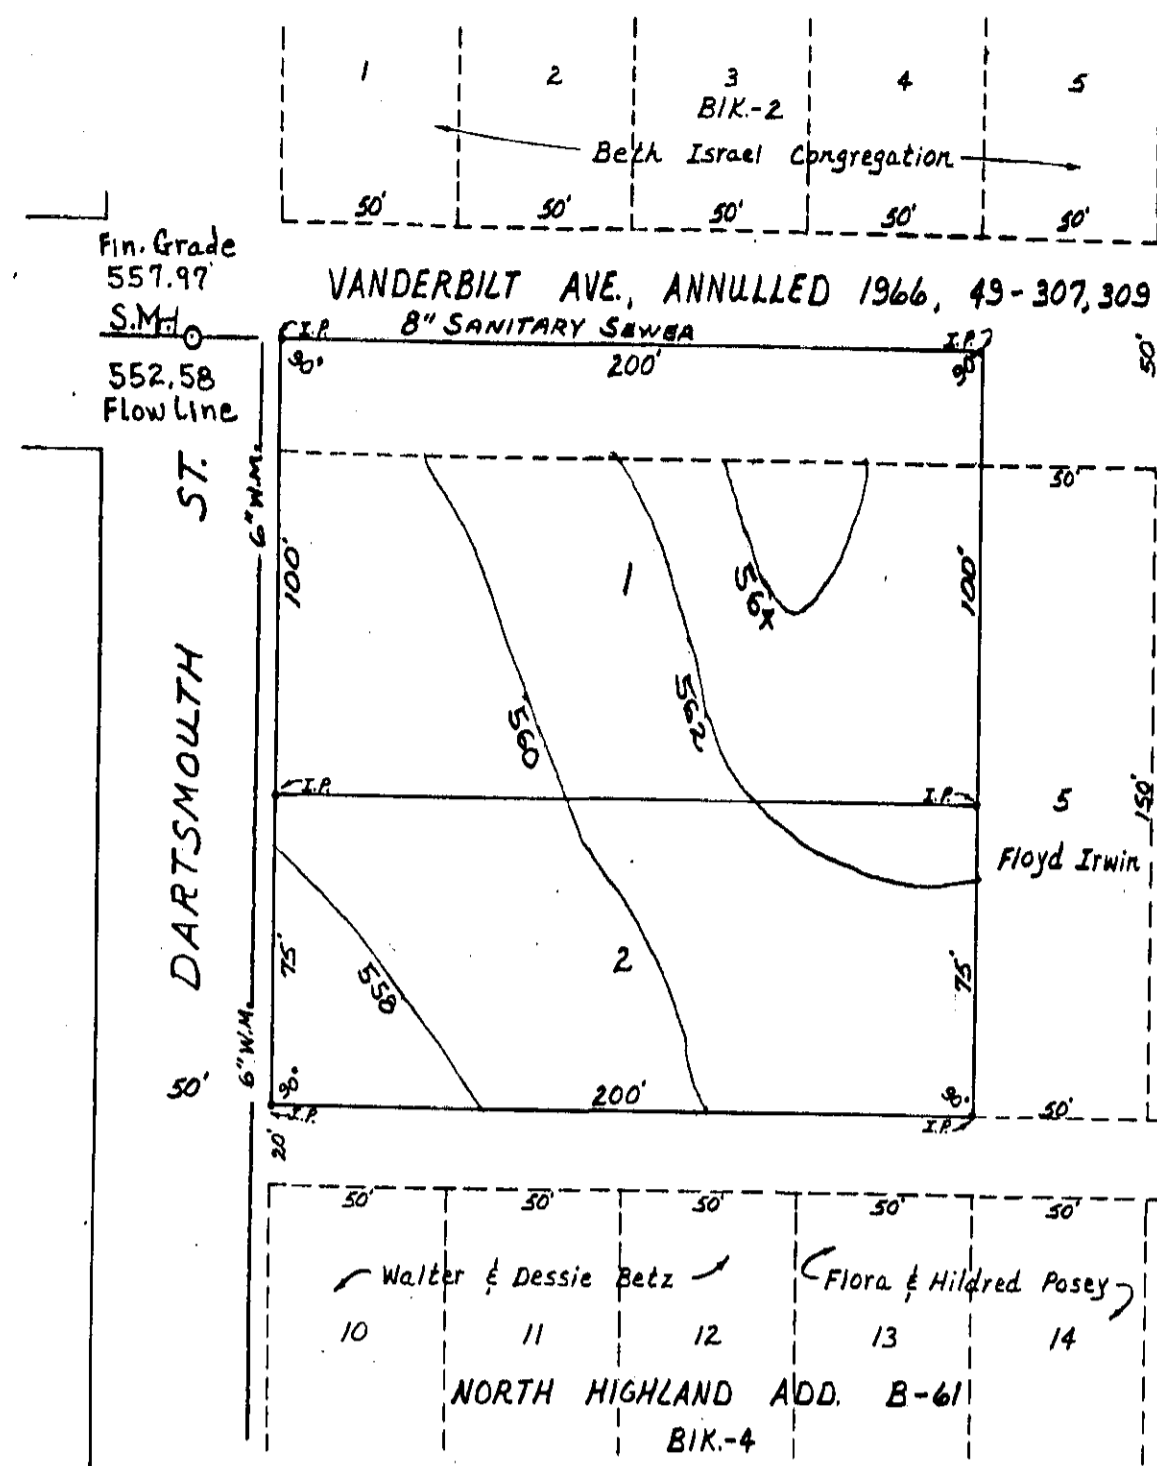 1 2 3 4 5
BlK.-2
Beth Israel Congregation
50' 50' 50' 50' 50'
Fin. Grade
557.97'
S.M.H
552.58
Flow Line
VANDERBILT AVE., ANNULLED 1966, 49-307,309
8" SANITARY SEWEA
I.P. I.P.
90° 200' 90°
50'
50'
DARTSMOUTH ST.
6" W.M.
100' 1 100'
56X
562
560
I.P. I.P.
5
150'
Floyd Irwin
75' 2 75'
558
6" W.M.
50'
90° 200' 90°
50'
I.P. I.P.
20'
50' 50' 50' 50' 50'
Walter & Dessie Betz
Flora & Hildred Posey
10 11 12 13 14
NORTH HIGHLAND ADD. B-61
BlK.-4